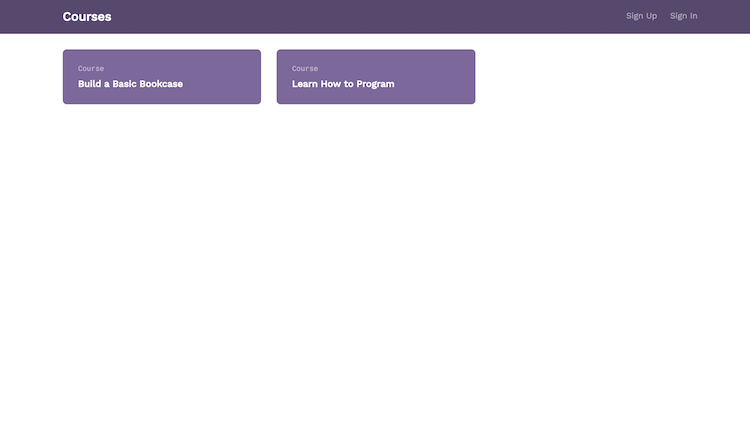 Courses
Sign Up
Sign In
Course
Build a Basic Bookcase
Course
Learn How to Program